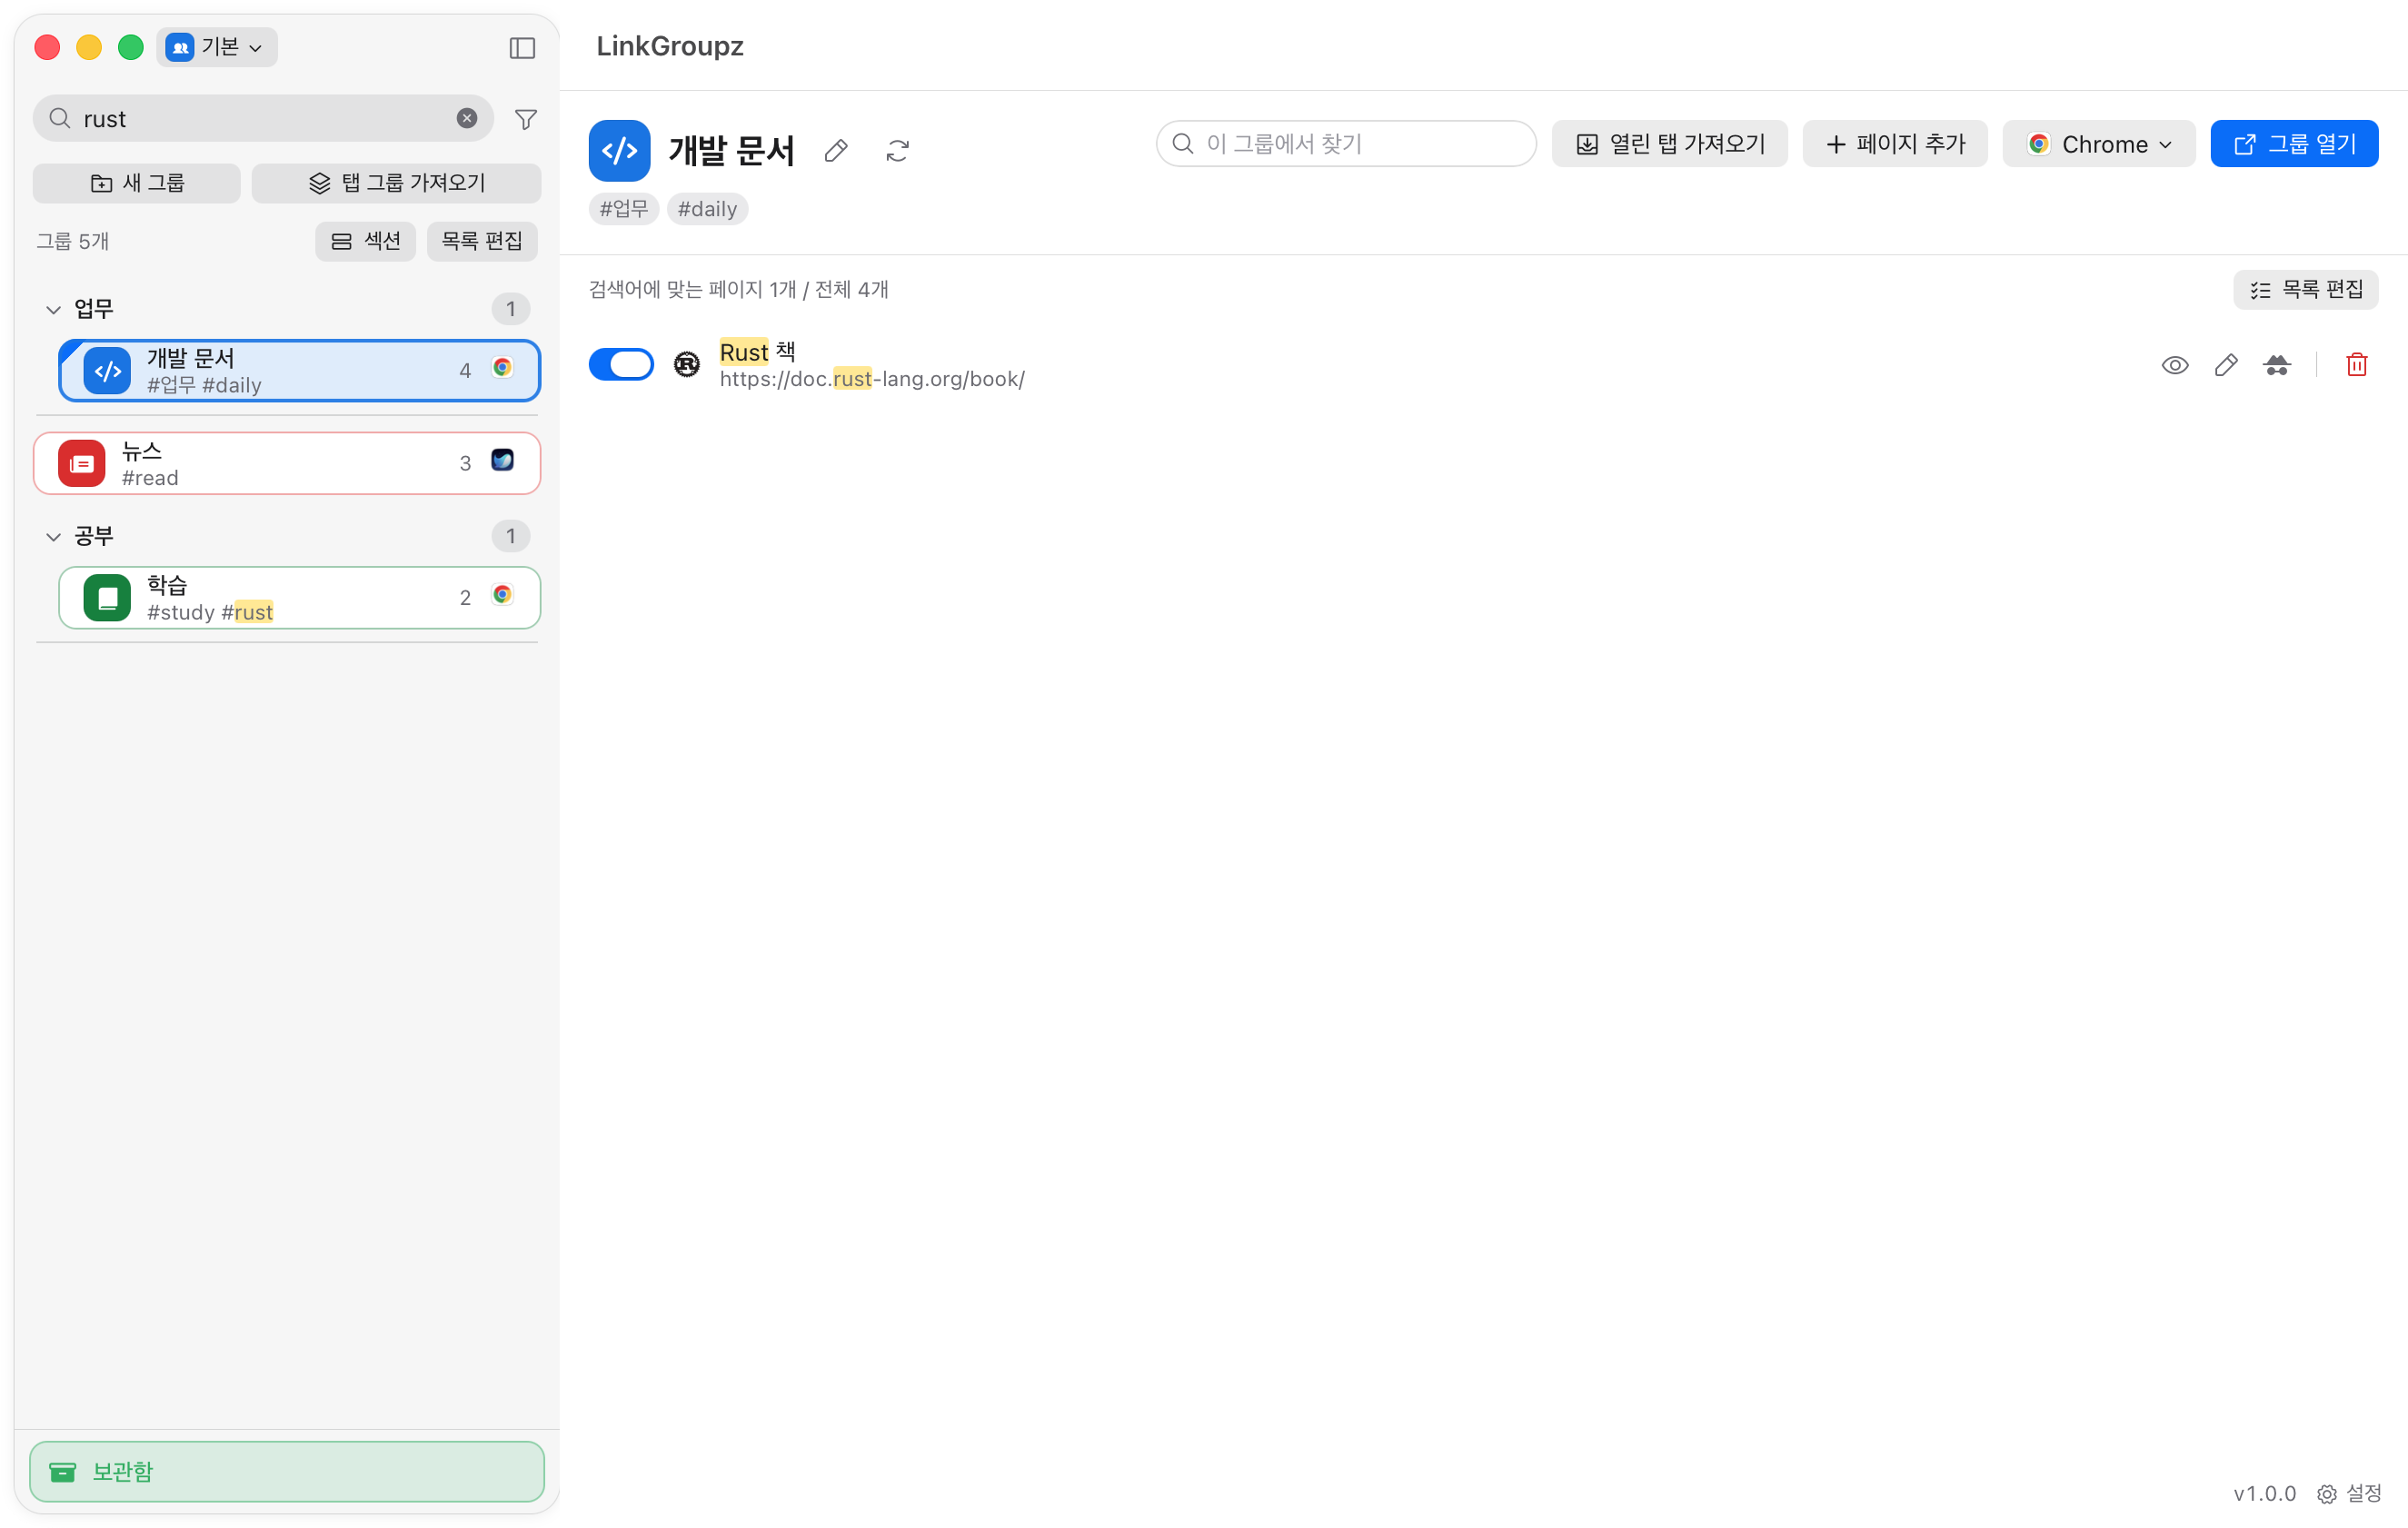 기본
LinkGroupz
rust
새 그룹
탭 그룹 가져오기
그룹 5개
섹션
목록 편집
업무
1
개발 문서
#업무 #daily
4
뉴스
#read
3
공부
1
학습
#study #rust
2
보관함
개발 문서
이 그룹에서 찾기
열린 탭 가져오기
페이지 추가
Chrome
그룹 열기
#업무
#daily
검색어에 맞는 페이지 1개 / 전체 4개
목록 편집
Rust 책
https://doc.rust-lang.org/book/
v1.0.0
설정